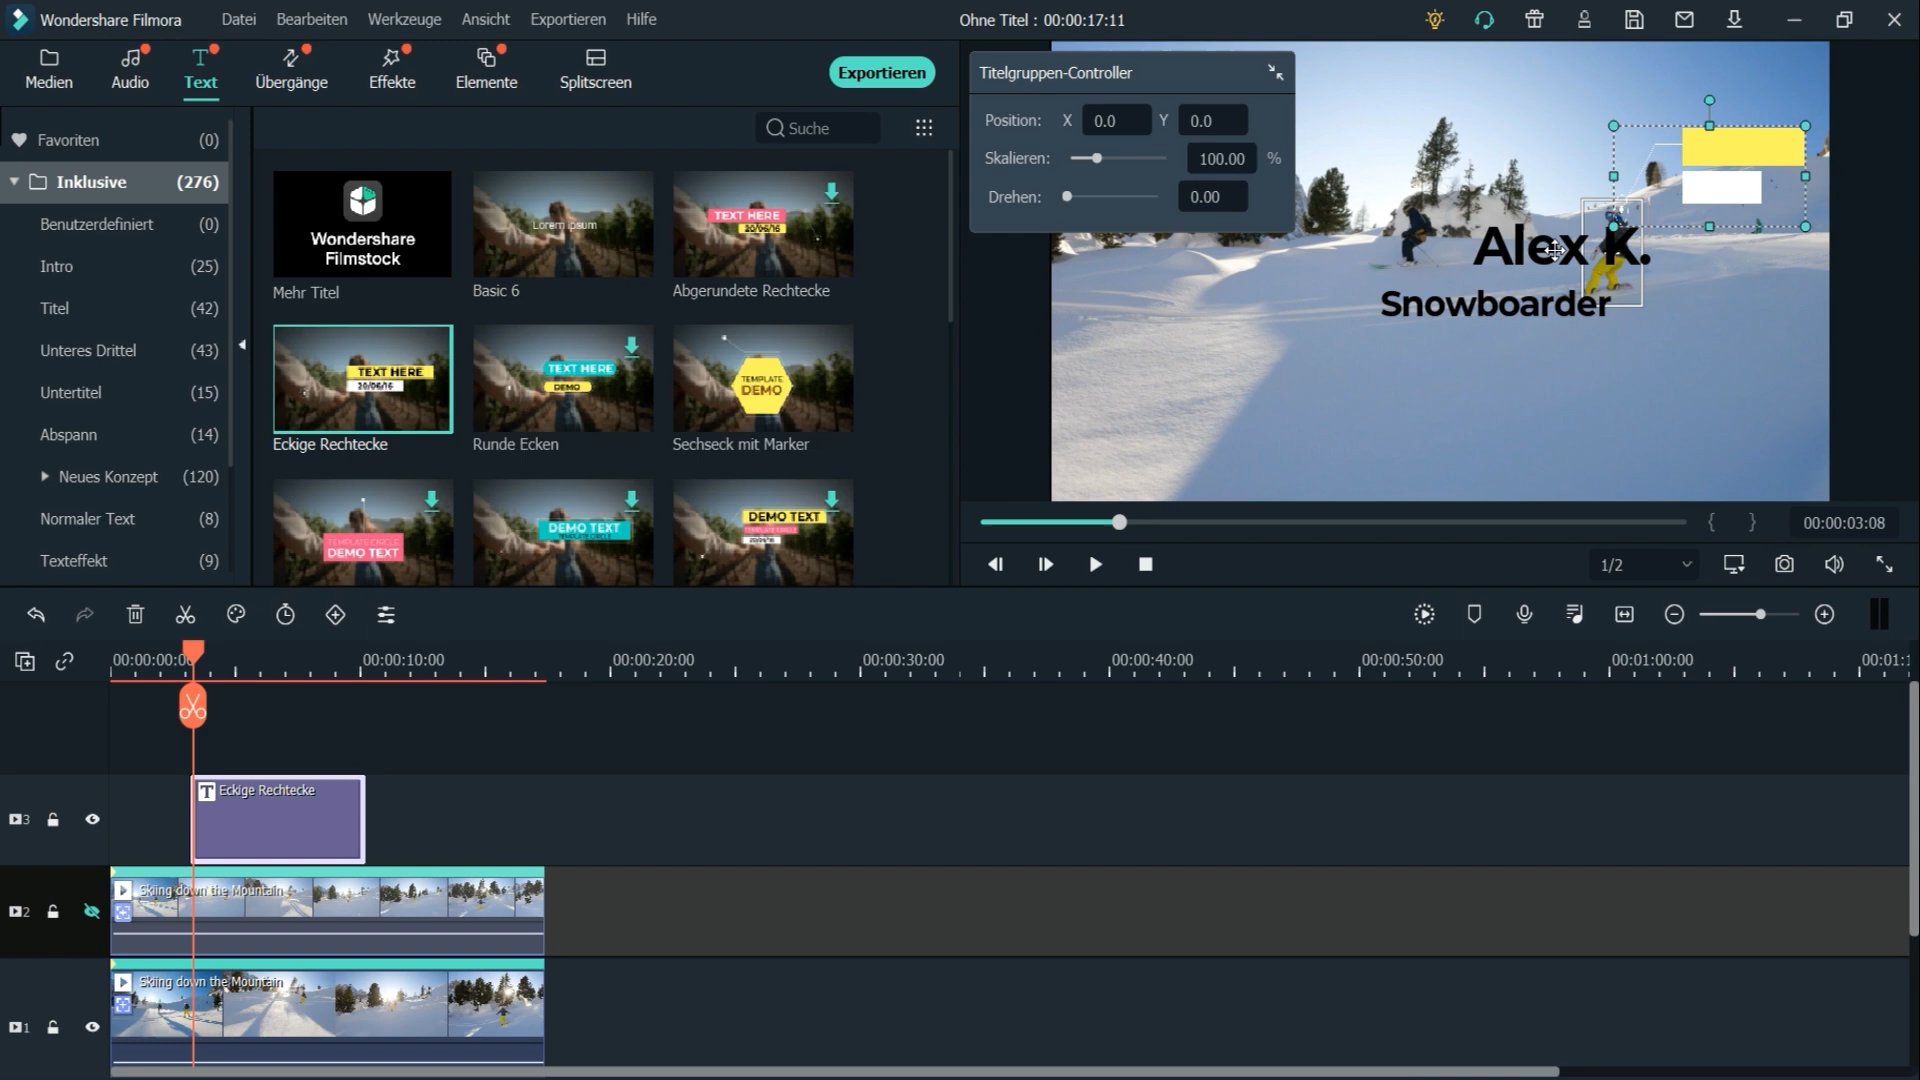 Wondershare Filmora
Datei
Bearbeiten
Werkzeuge
Ansicht
Exportieren
Hilfe
Ohne Titel : 00:00:17:11
Medien
Audio
Text
Übergänge
Effekte
Elemente
Splitscreen
Exportieren
Favoriten (0)
Inklusive (276)
Benutzerdefiniert (0)
Intro (25)
Titel (42)
Unteres Drittel (43)
Untertitel (15)
Abspann (14)
Neues Konzept (120)
Normaler Text (8)
Texteffekt (9)
Suche
Wondershare
Filmstock
Mehr Titel
Lorem ipsum
Basic 6
TEXT HERE
20/06/16
Abgerundete Rechtecke
TEXT HERE
20/06/16
Eckige Rechtecke
TEXT HERE
DEMO
Runde Ecken
TEMPLATE
DEMO
Sechseck mit Marker
TEMPLATE CIRCLE
DEMO TEXT
DEMO TEXT
TEMPLATE CIRCLE
DEMO TEXT
TEMPLATE CIRCLE
Titelgruppen-Controller
Position: X 0.0 Y 0.0
Skalieren: 100.00 %
Drehen: 0.00
Alex K.
Snowboarder
{ } 00:00:03:08
1/2
00:00:00:0
00:00:10:00
00:00:20:00
00:00:30:00
00:00:40:00
00:00:50:00
00:01:00:00
00:01:1
3
T Eckige Rechtecke
2
Skiing down the Mountain
1
Skiing down the Mountain